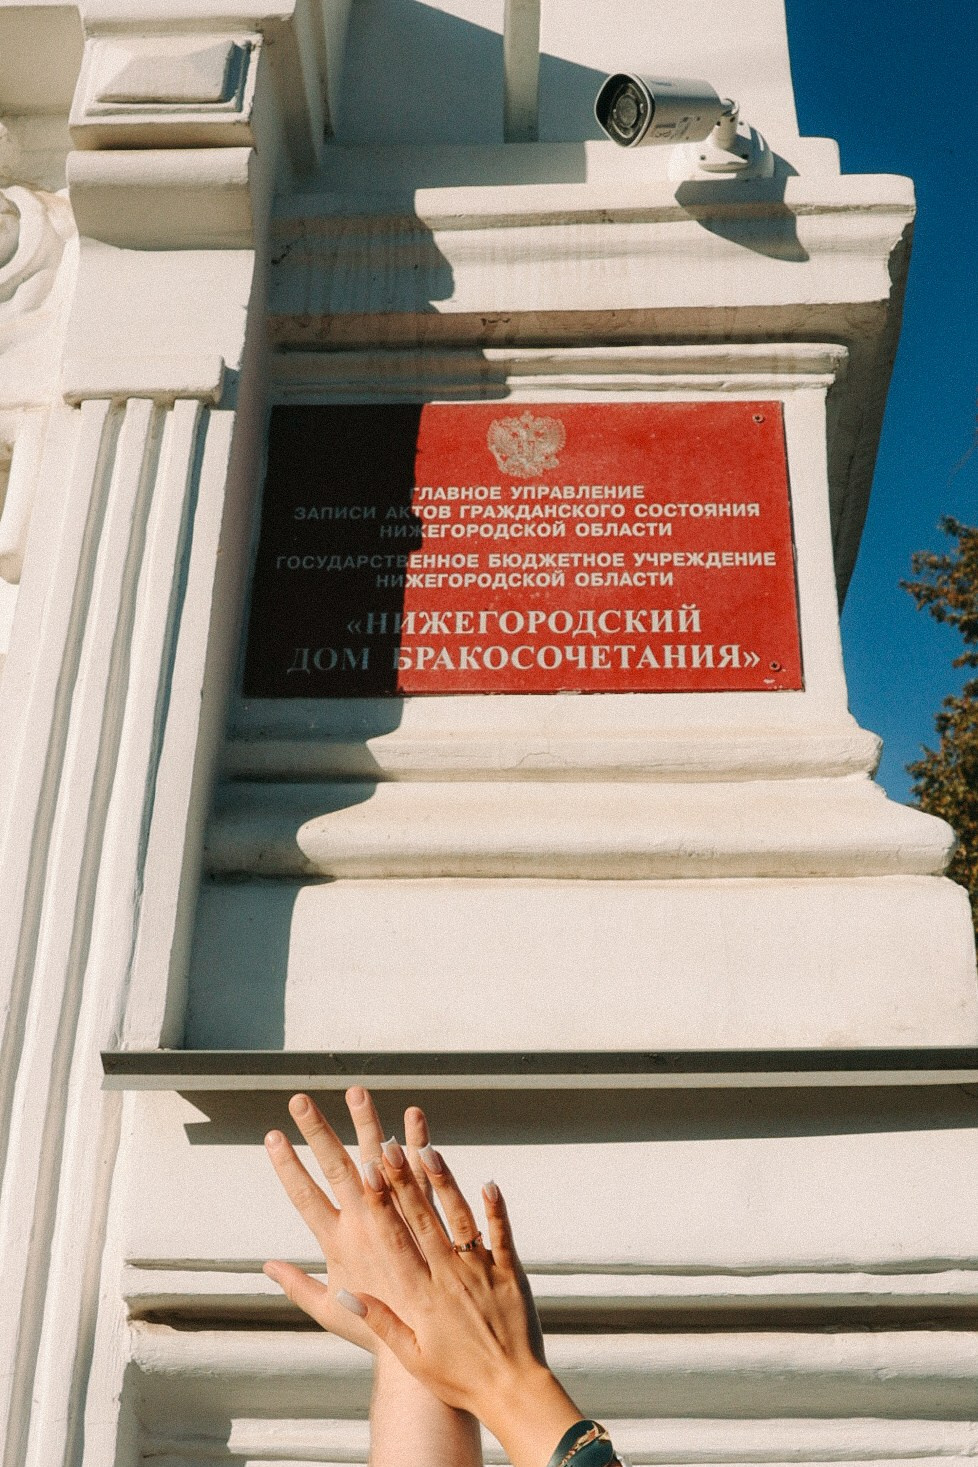 ГЛАВНОЕ УПРАВЛЕНИЕ
ЗАПИСИ АКТОВ ГРАЖДАНСКОГО СОСТОЯНИЯ
НИЖЕГОРОДСКОЙ ОБЛАСТИ
ГОСУДАРСТВЕННОЕ БЮДЖЕТНОЕ УЧРЕЖДЕНИЕ
НИЖЕГОРОДСКОЙ ОБЛАСТИ
«НИЖЕГОРОДСКИЙ
ДОМ БРАКОСОЧЕТАНИЯ»